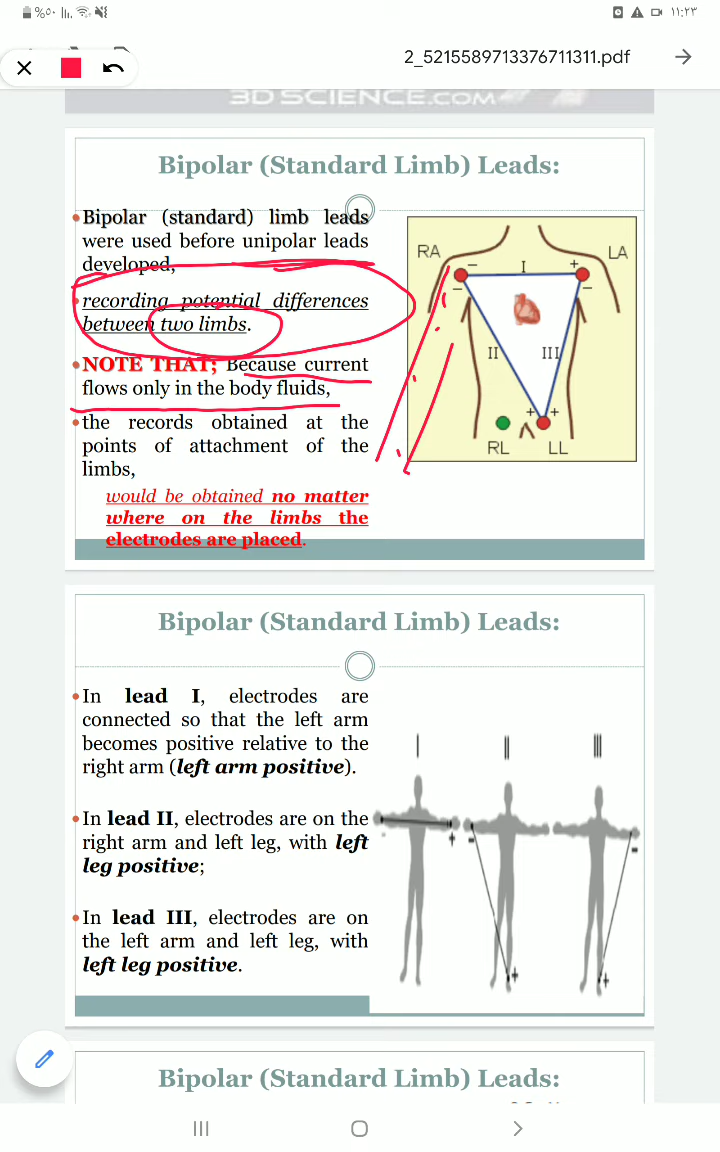 %٥٠
١١:٢٣
2_5215589713376711311.pdf
3D SCIENCE.COM
Bipolar (Standard Limb) Leads:
•Bipolar (standard) limb leads
were used before unipolar leads
developed,
•recording potential differences
between two limbs.
•NOTE THAT; Because current
flows only in the body fluids,
•the records obtained at the
points of attachment of the
limbs,
would be obtained no matter
where on the limbs the
electrodes are placed.
RA
LA
I
− +
− −
II III
+ +
RL LL
Bipolar (Standard Limb) Leads:
•In lead I, electrodes are
connected so that the left arm
becomes positive relative to the
right arm (left arm positive).
•In lead II, electrodes are on the
right arm and left leg, with left
leg positive;
•In lead III, electrodes are on
the left arm and left leg, with
left leg positive.
I II III
- + - -
+ +
Bipolar (Standard Limb) Leads: